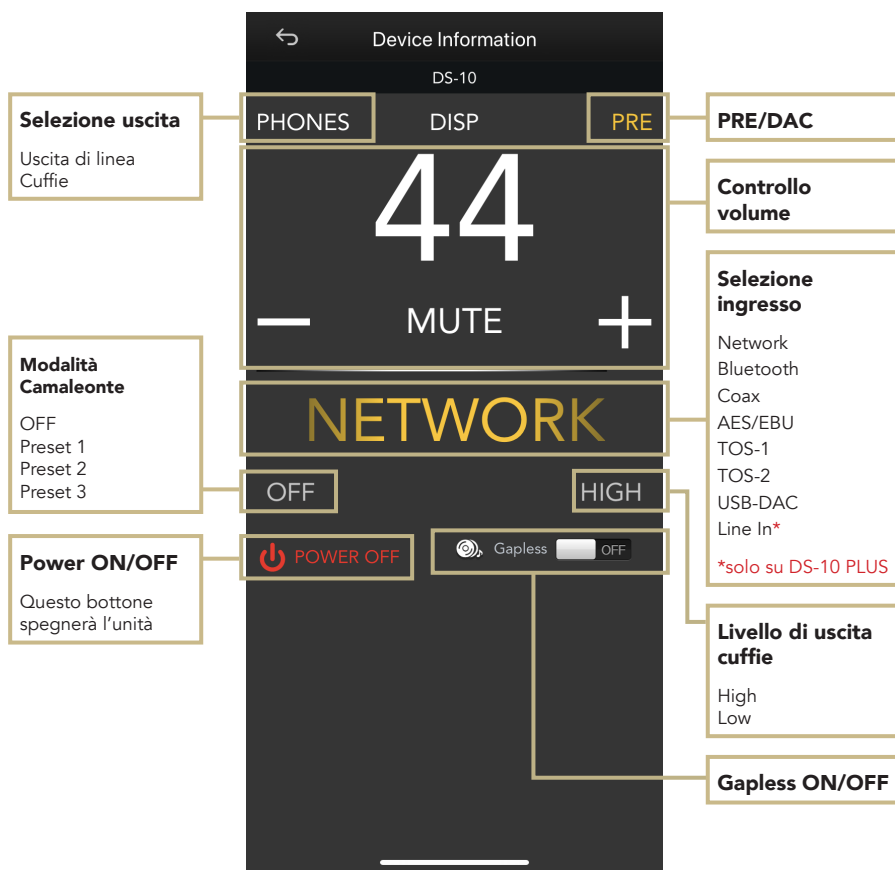 Device Information
DS-10
PHONES
DISP
PRE
44
MUTE
NETWORK
OFF
HIGH
POWER OFF
Gapless
OFF
Selezione uscita
Uscita di linea
Cuffie
Modalità
Camaleonte
OFF
Preset 1
Preset 2
Preset 3
Power ON/OFF
Questo bottone
spegnerà l'unità
PRE/DAC
Controllo
volume
Selezione
ingresso
Network
Bluetooth
Coax
AES/EBU
TOS-1
TOS-2
USB-DAC
Line In*
*solo su DS-10 PLUS
Livello di uscita
cuffie
High
Low
Gapless ON/OFF